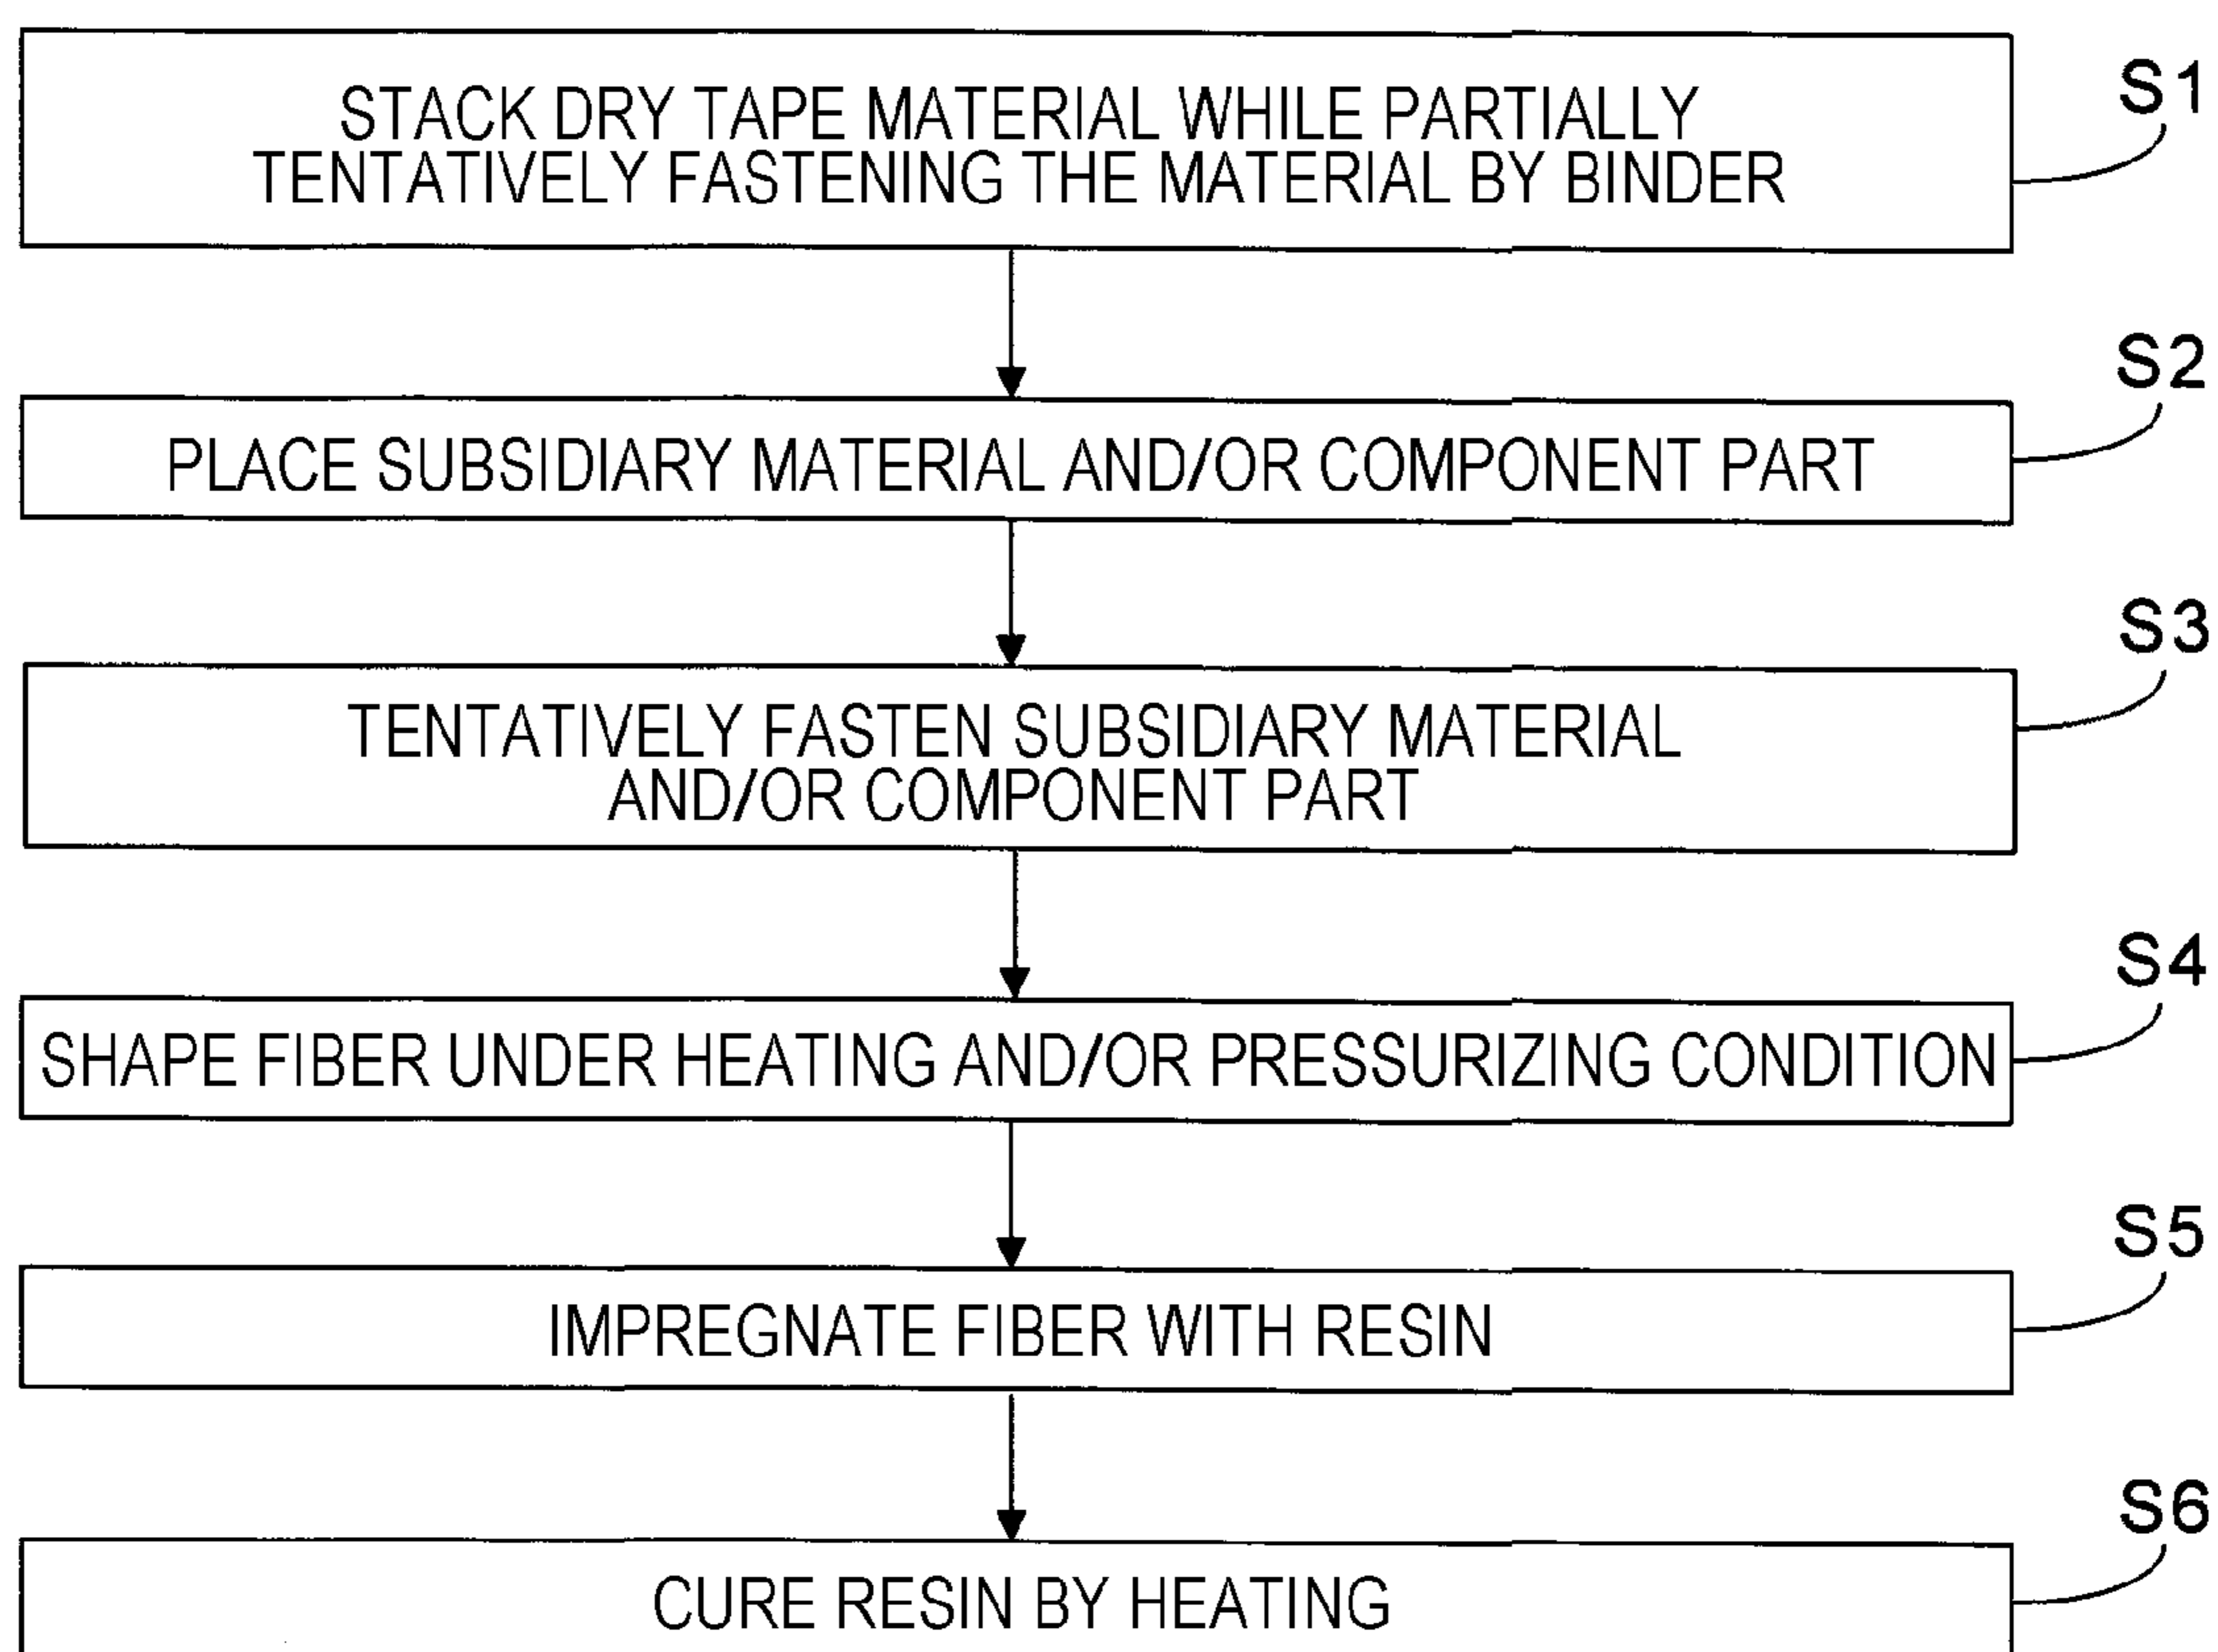 STACK DRY TAPE MATERIAL WHILE PARTIALLY
TENTATIVELY FASTENING THE MATERIAL BY BINDER
S1
PLACE SUBSIDIARY MATERIAL AND/OR COMPONENT PART
S2
TENTATIVELY FASTEN SUBSIDIARY MATERIAL
AND/OR COMPONENT PART
S3
SHAPE FIBER UNDER HEATING AND/OR PRESSURIZING CONDITION
S4
IMPREGNATE FIBER WITH RESIN
S5
CURE RESIN BY HEATING
S6